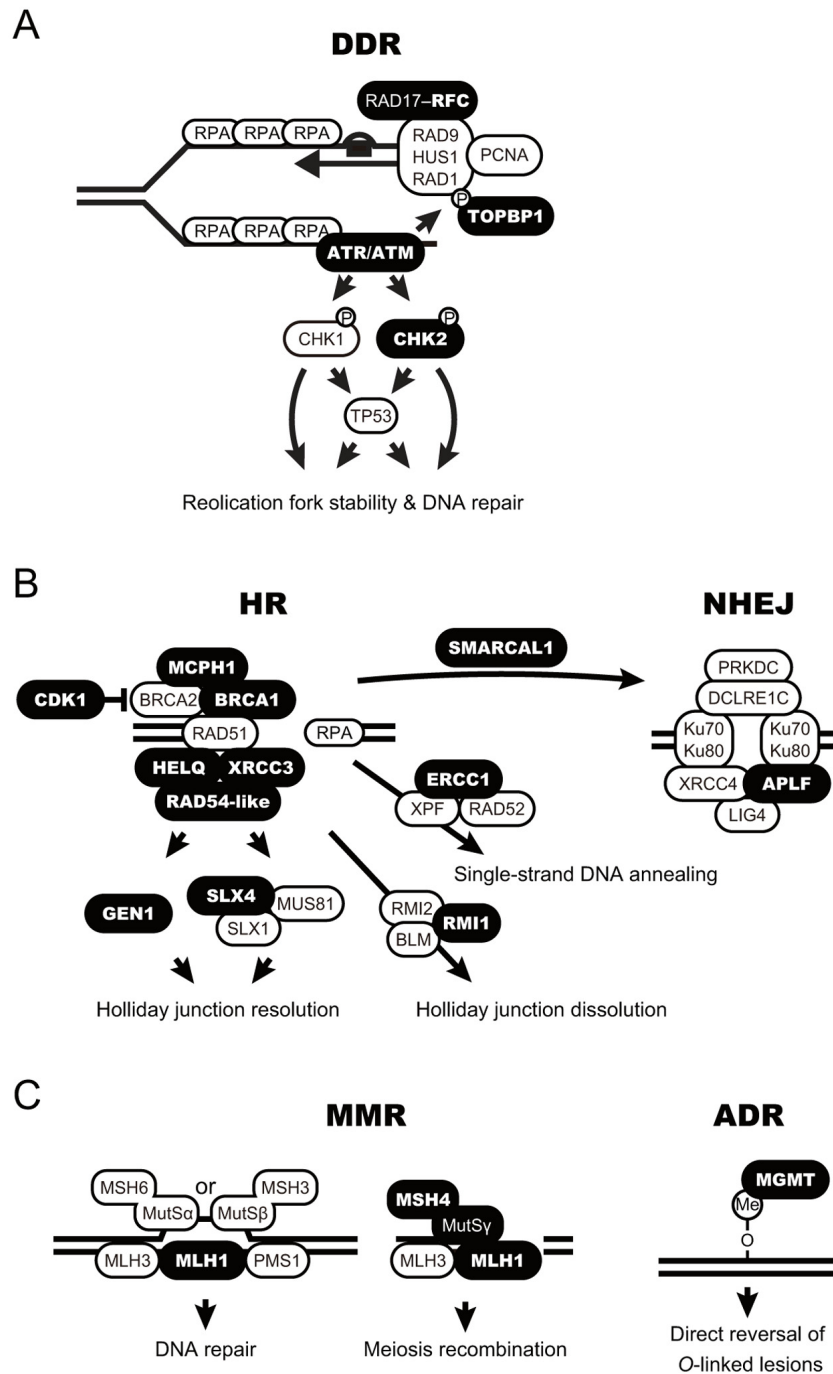 A
DDR
RAD17–RFC
RPA RPA RPA
RAD9
HUS1
RAD1
PCNA
P
TOPBP1
RPA RPA RPA
ATR/ATM
P
P
CHK1
CHK2
TP53
Reolication fork stability & DNA repair
B
HR
NHEJ
SMARCAL1
MCPH1
CDK1
BRCA2
BRCA1
RAD51
RPA
HELQ
XRCC3
RAD54-like
ERCC1
XPF
RAD52
Single-strand DNA annealing
GEN1
SLX4
MUS81
SLX1
RMI2
RMI1
BLM
Holliday junction resolution
Holliday junction dissolution
PRKDC
DCLRE1C
Ku70
Ku80
Ku70
Ku80
XRCC4
APLF
LIG4
C
MMR
ADR
MSH6
or
MSH3
MutSα
MutSβ
MLH3
MLH1
PMS1
DNA repair
MSH4
MutSγ
MLH3
MLH1
Meiosis recombination
MGMT
Me
O
Direct reversal of
O-linked lesions